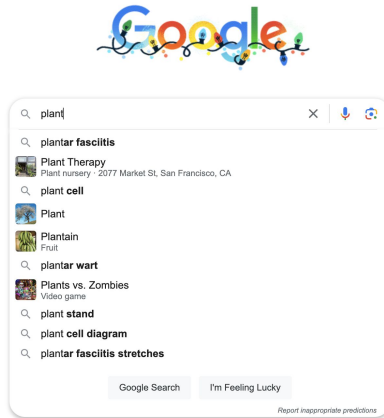 Google
plant
plantar fasciitis
Plant Therapy
Plant nursery · 2077 Market St, San Francisco, CA
plant cell
Plant
Plantain
Fruit
plantar wart
Plants vs. Zombies
Video game
plant stand
plant cell diagram
plantar fasciitis stretches
Google Search
I'm Feeling Lucky
Report inappropriate predictions